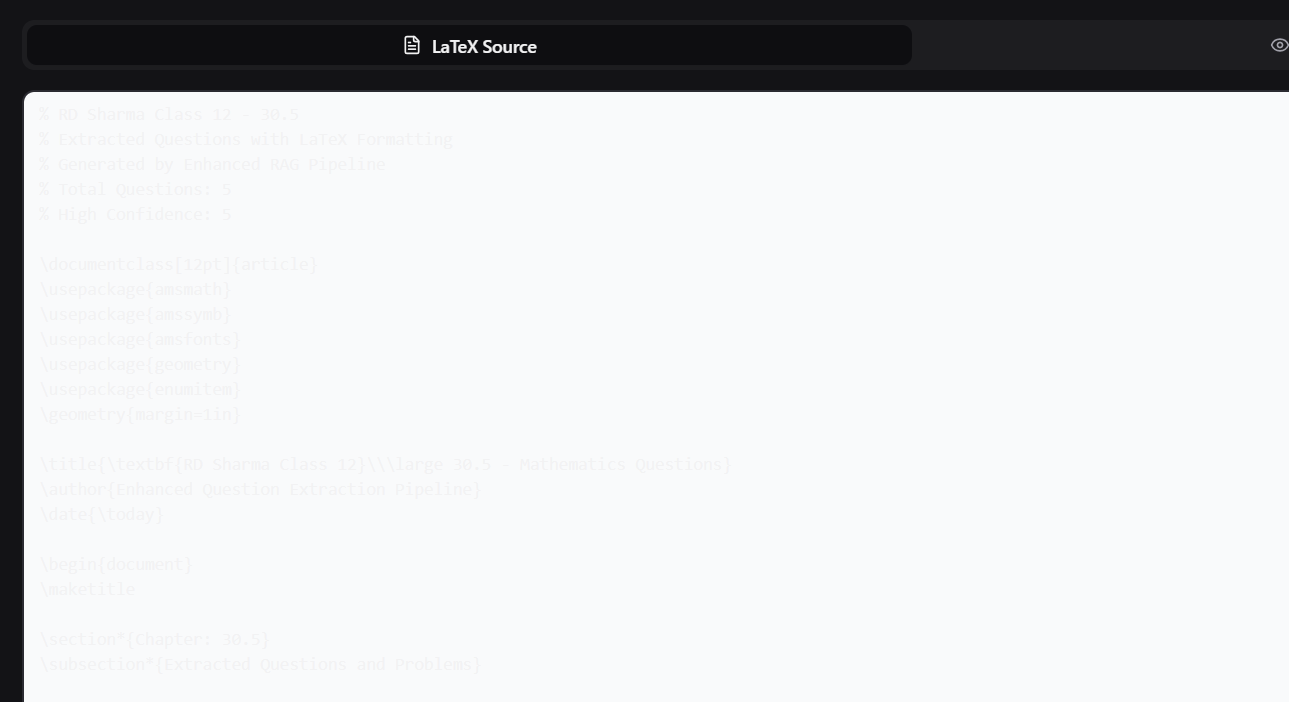 LaTeX Source
% RD Sharma Class 12 - 30.5
% Extracted Questions with LaTeX Formatting
% Generated by Enhanced RAG Pipeline
% Total Questions: 5
% High Confidence: 5
\documentclass[12pt]{article}
\usepackage{amsmath}
\usepackage{amssymb}
\usepackage{amsfonts}
\usepackage{geometry}
\usepackage{enumitem}
\geometry{margin=1in}
\title{\textbf{RD Sharma Class 12}\\\large 30.5 - Mathematics Questions}
\author{Enhanced Question Extraction Pipeline}
\date{\today}
\begin{document}
\maketitle
\section*{Chapter: 30.5}
\subsection*{Extracted Questions and Problems}